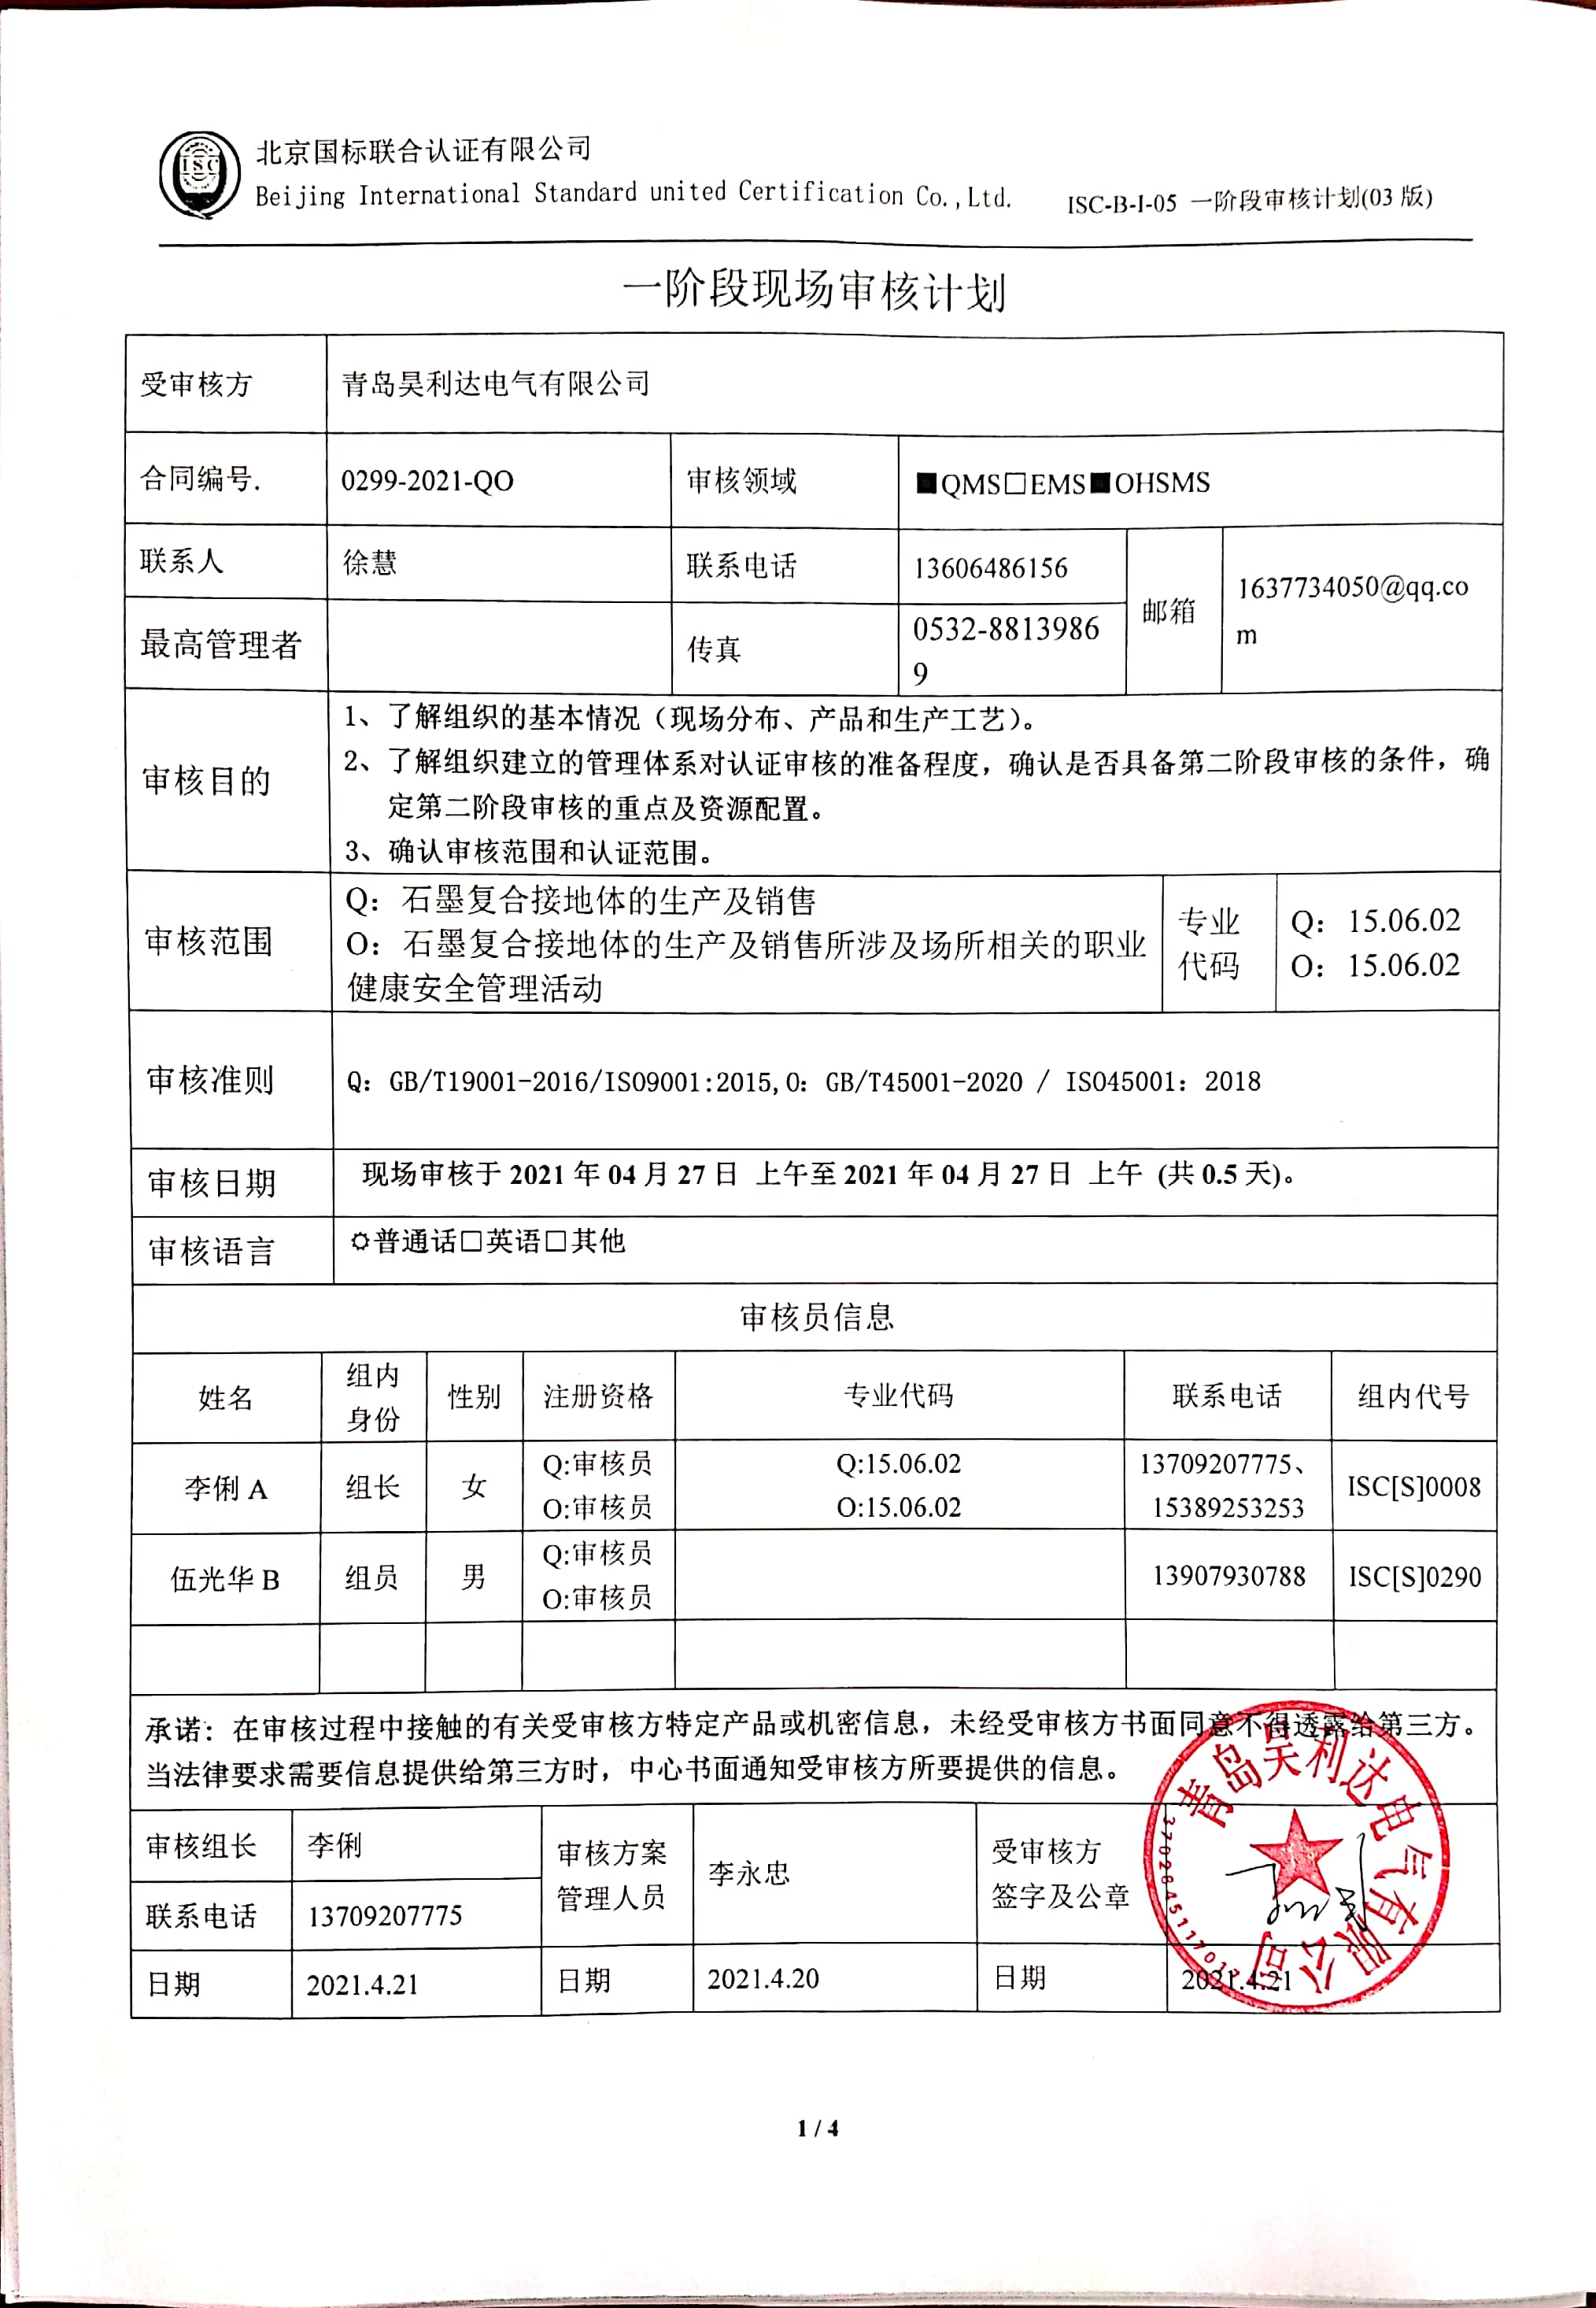 ISC
北京国标联合认证有限公司
Beijing International Standard united Certification Co.,Ltd.
ISC-B-I-05 一阶段审核计划(03 版)
一阶段现场审核计划
受审核方 青岛昊利达电气有限公司
合同编号. 0299-2021-QO 审核领域 ■QMS□EMS■OHSMS
联系人 徐慧 联系电话 13606486156 邮箱 1637734050@qq.co
m
最高管理者 传真 0532-8813986
9
审核目的
1、了解组织的基本情况（现场分布、产品和生产工艺）。
2、了解组织建立的管理体系对认证审核的准备程度，确认是否具备第二阶段审核的条件，确
定第二阶段审核的重点及资源配置。
3、确认审核范围和认证范围。
审核范围
Q：石墨复合接地体的生产及销售
O：石墨复合接地体的生产及销售所涉及场所相关的职业
健康安全管理活动
专业
代码
Q：15.06.02
O：15.06.02
审核准则 Q：GB/T19001-2016/ISO9001:2015,O：GB/T45001-2020 / ISO45001：2018
审核日期 现场审核于 2021 年 04 月 27 日 上午至 2021 年 04 月 27 日 上午 (共 0.5 天)。
审核语言 ✡普通话□英语□其他
审核员信息
姓名 组内
身份 性别 注册资格 专业代码 联系电话 组内代号
李俐 A 组长 女 Q:审核员
O:审核员
Q:15.06.02
O:15.06.02
13709207775、
15389253253
ISC[S]0008
伍光华 B 组员 男 Q:审核员
O:审核员
13907930788 ISC[S]0290
承诺：在审核过程中接触的有关受审核方特定产品或机密信息，未经受审核方书面同意不得透露给第三方。
当法律要求需要信息提供给第三方时，中心书面通知受审核方所要提供的信息。
审核组长 李俐 审核方案
管理人员 李永忠 受审核方
签字及公章
联系电话 13709207775
日期 2021.4.21 日期 2021.4.20 日期 2021.4.21
青岛昊利达电气有限公司
1 / 4